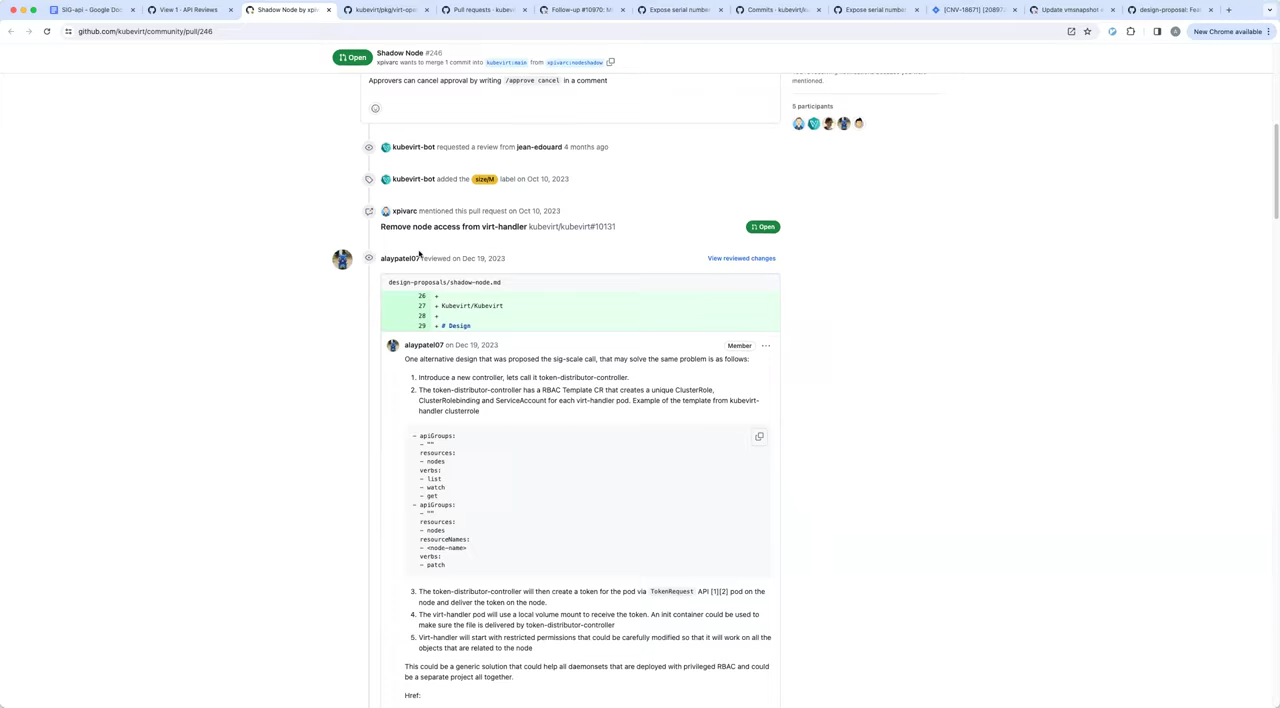 SIG-api - Google Doc
View 1 · API Reviews
Shadow Node by xpiv
kubevirt/pkg/virt-ope
Pull requests · kubev
Follow-up #10970: M
Expose serial number
Commits · kubevirt/k
Expose serial number
[CNV-18671] [20897
Update vmsnapshot
design-proposal: Fea
github.com/kubevirt/community/pull/246
New Chrome available
Open
Shadow Node #246
xpivarc wants to merge 1 commit into kubevirt:main from xpivarc:nodeshadow
Approvers can cancel approval by writing /approve cancel in a comment
mentioned.
5 participants
kubevirt-bot requested a review from jean-edouard 4 months ago
kubevirt-bot added the size/M label on Oct 10, 2023
xpivarc mentioned this pull request on Oct 10, 2023
Remove node access from virt-handler kubevirt/kubevirt#10131
Open
alaypatel07 reviewed on Dec 19, 2023
View reviewed changes
design-proposals/shadow-node.md
26 +
27 + Kubevirt/Kubevirt
28 +
29 + # Design
alaypatel07 on Dec 19, 2023
Member
One alternative design that was proposed the sig-scale call, that may solve the same problem is as follows:
1. Introduce a new controller, lets call it token-distributor-controller.
2. The token-distributor-controller has a RBAC Template CR that creates a unique ClusterRole,
ClusterRolebinding and ServiceAccount for each virt-handler pod. Example of the template from kubevirt-
handler clusterrole
- apiGroups:
- ""
resources:
- nodes
verbs:
- list
- watch
- get
- apiGroups:
- ""
resources:
- nodes
resourceNames:
- <node-name>
verbs:
- patch
3. The token-distributor-controller will then create a token for the pod via TokenRequest API [1][2] pod on the
node and deliver the token on the node.
4. The virt-handler pod will use a local volume mount to receive the token. An init container could be used to
make sure the file is delivered by token-distributor-controller
5. Virt-handler will start with restricted permissions that could be carefully modified so that it will work on all the
objects that are related to the node
This could be a generic solution that could help all daemonsets that are deployed with privileged RBAC and could
be a separate project all together.
Href: